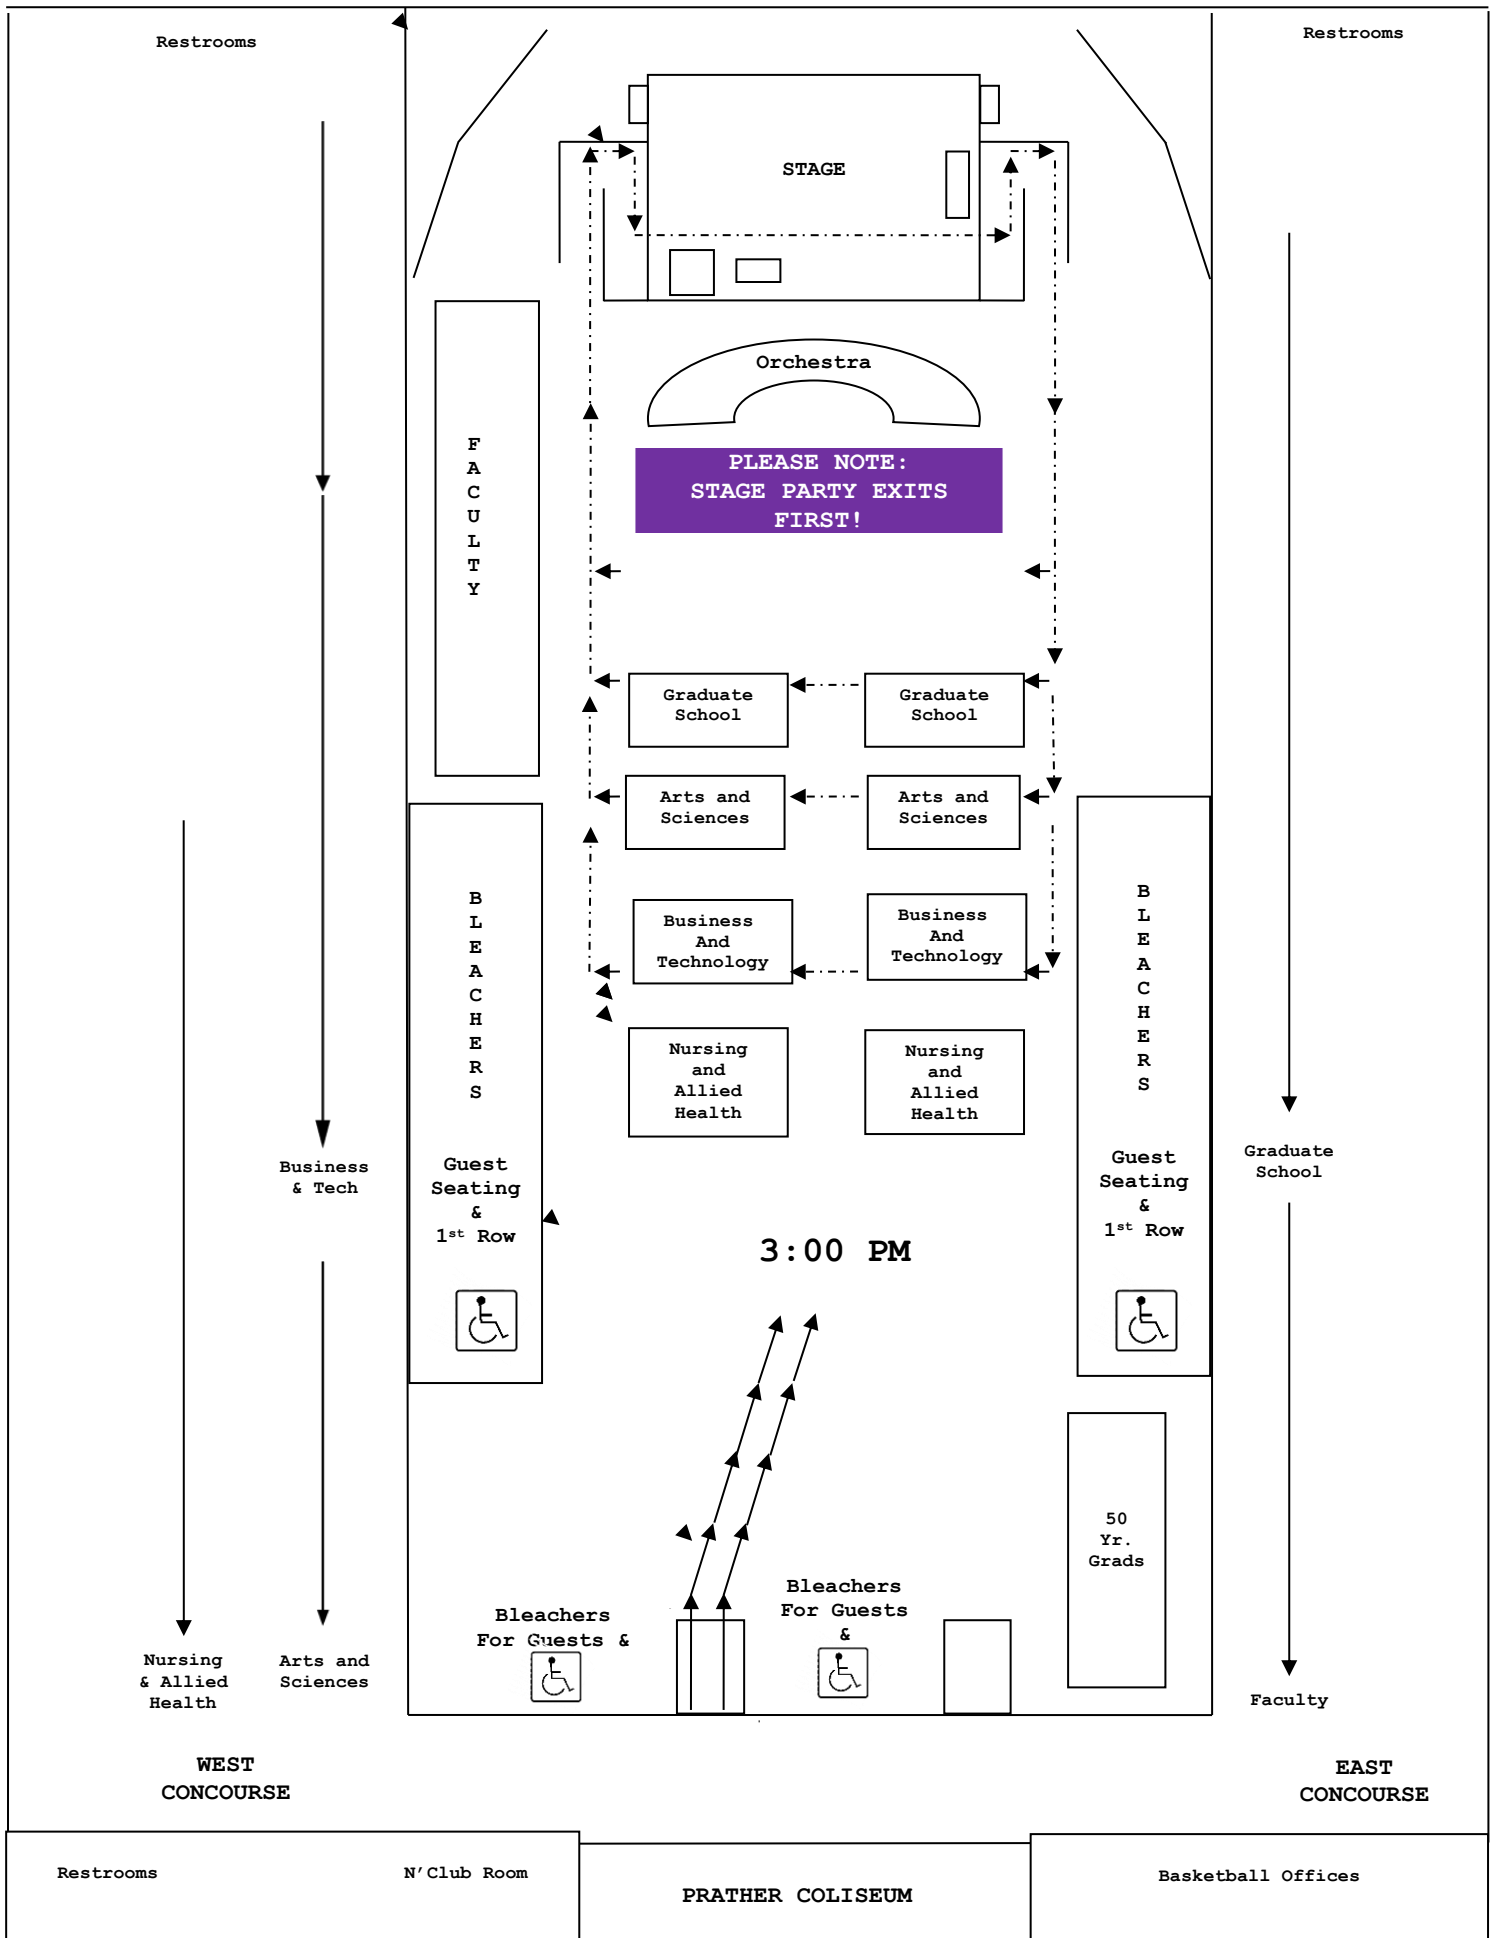 Restrooms
Restrooms
STAGE
Orchestra
PLEASE NOTE:
STAGE PARTY EXITS
FIRST!
F
A
C
U
L
T
Y
Graduate
School
Graduate
School
Arts and
Sciences
Arts and
Sciences
Business
And
Technology
Business
And
Technology
Nursing
and
Allied
Health
Nursing
and
Allied
Health
B
L
E
A
C
H
E
R
S
Guest
Seating
&
1st Row
B
L
E
A
C
H
E
R
S
Guest
Seating
&
1st Row
Business
& Tech
Graduate
School
3:00 PM
50
Yr.
Grads
Bleachers
For Guests &
Bleachers
For Guests
&
Nursing
& Allied
Health
Arts and
Sciences
Faculty
WEST
CONCOURSE
EAST
CONCOURSE
Restrooms
N'Club Room
PRATHER COLISEUM
Basketball Offices